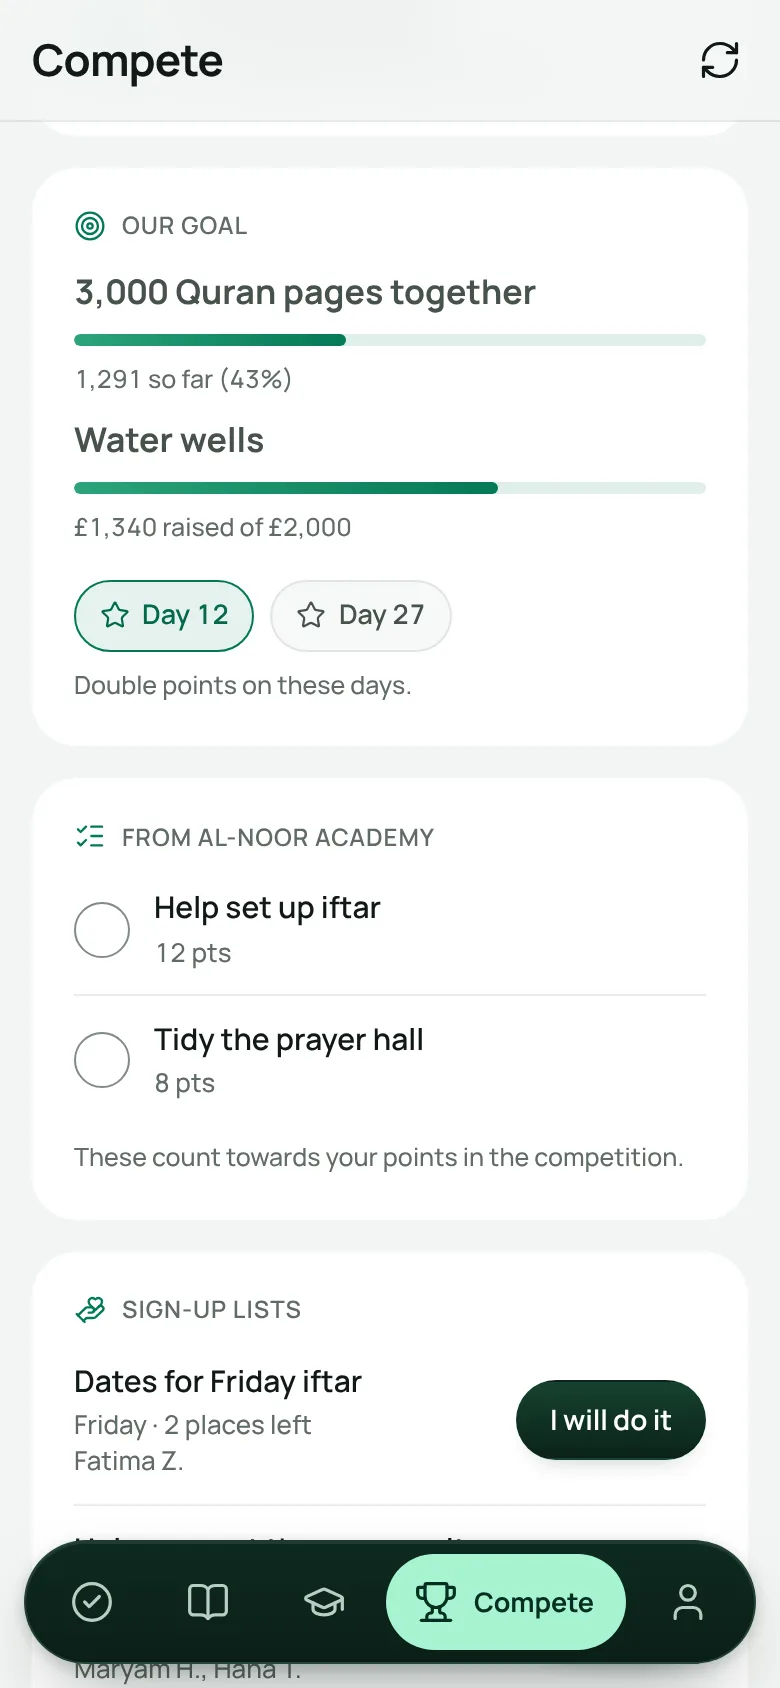 Compete
OUR GOAL
3,000 Quran pages together
1,291 so far (43%)
Water wells
£1,340 raised of £2,000
Day 12
Day 27
Double points on these days.
FROM AL-NOOR ACADEMY
Help set up iftar
12 pts
Tidy the prayer hall
8 pts
These count towards your points in the competition.
SIGN-UP LISTS
Dates for Friday iftar
Friday · 2 places left
Fatima Z.
I will do it
Compete
Maryam H., Hana T.